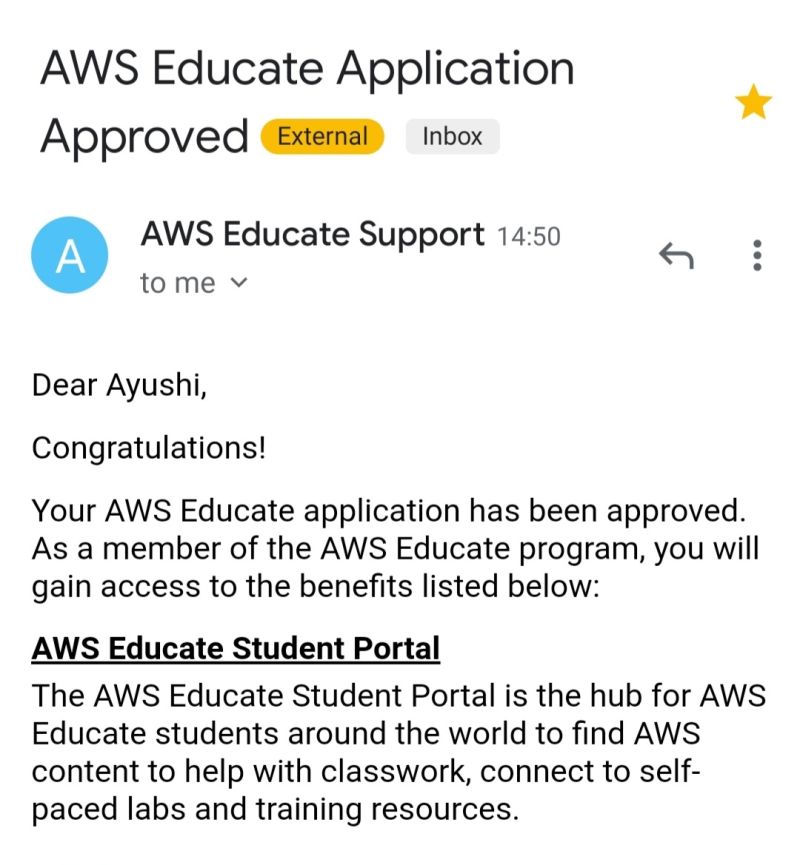 AWS Educate Application
Approved External Inbox
A
AWS Educate Support 14:50
to me
Dear Ayushi,
Congratulations!
Your AWS Educate application has been approved.
As a member of the AWS Educate program, you will
gain access to the benefits listed below:
AWS Educate Student Portal
The AWS Educate Student Portal is the hub for AWS
Educate students around the world to find AWS
content to help with classwork, connect to self-
paced labs and training resources.